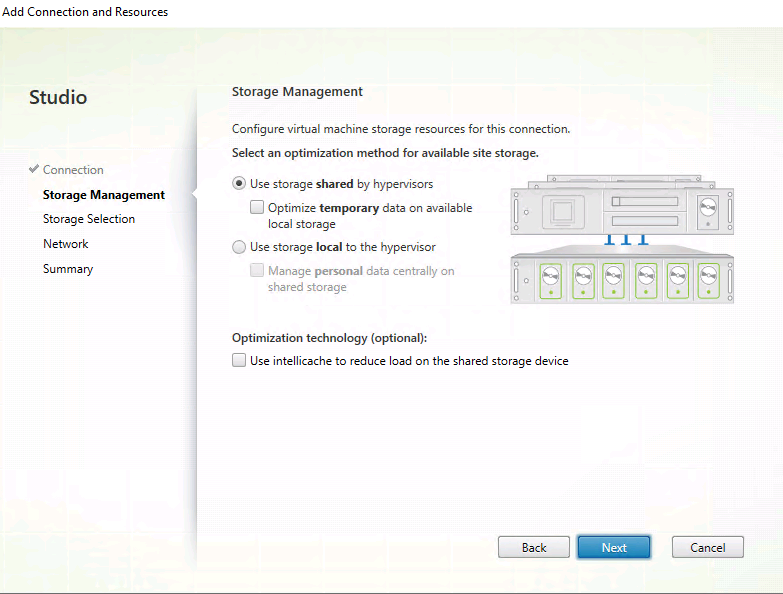 Add Connection and Resources
Studio
Connection
Storage Management
Storage Selection
Network
Summary
Storage Management
Configure virtual machine storage resources for this connection.
Select an optimization method for available site storage.
Use storage shared by hypervisors
Optimize temporary data on available
local storage
Use storage local to the hypervisor
Manage personal data centrally on
shared storage
Optimization technology (optional):
Use intellicache to reduce load on the shared storage device
Back
Next
Cancel